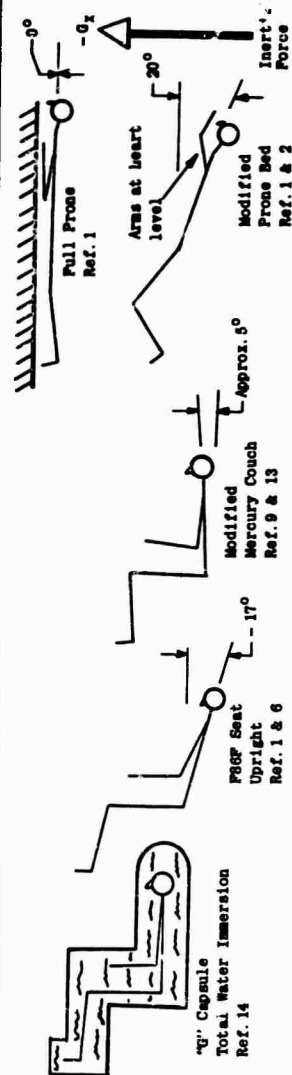 "G" Capsule
Total Water Immersion
Ref. 14
F86F Seat
Upright
Ref. 1 & 6
- 17°
Modified
Mercury Couch
Ref. 9 & 13
Approx. 5°
Full Prone
Ref. 1
0°
Arms at Heart
level
20°
Modified
Prone Bed
Ref. 1 & 2
- Gx
Force